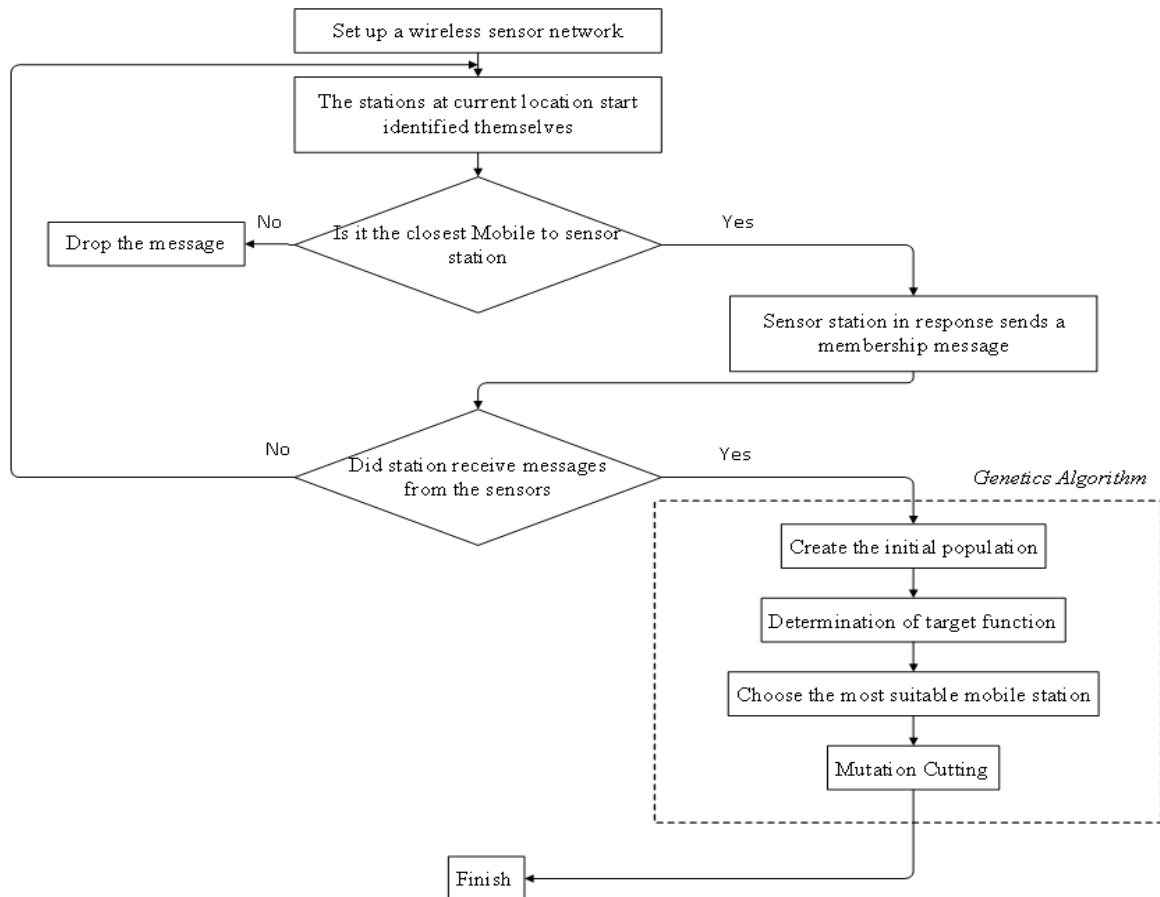 Set up a wireless sensor network
The stations at current location start
identified themselves
No
Yes
Drop the message
Is it the closest Mobile to sensor
station
Sensor station in response sends a
membership message
No
Yes
Did station receive messages
from the sensors
Genetics Algorithm
Create the initial population
Determination of target function
Choose the most suitable mobile station
Mutation Cutting
Finish